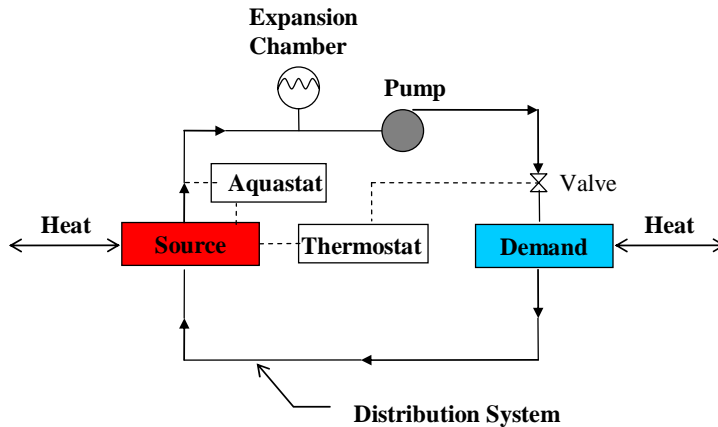 Expansion
Chamber
Pump
Aquastat
Valve
Heat
Source
Thermostat
Demand
Heat
Distribution System